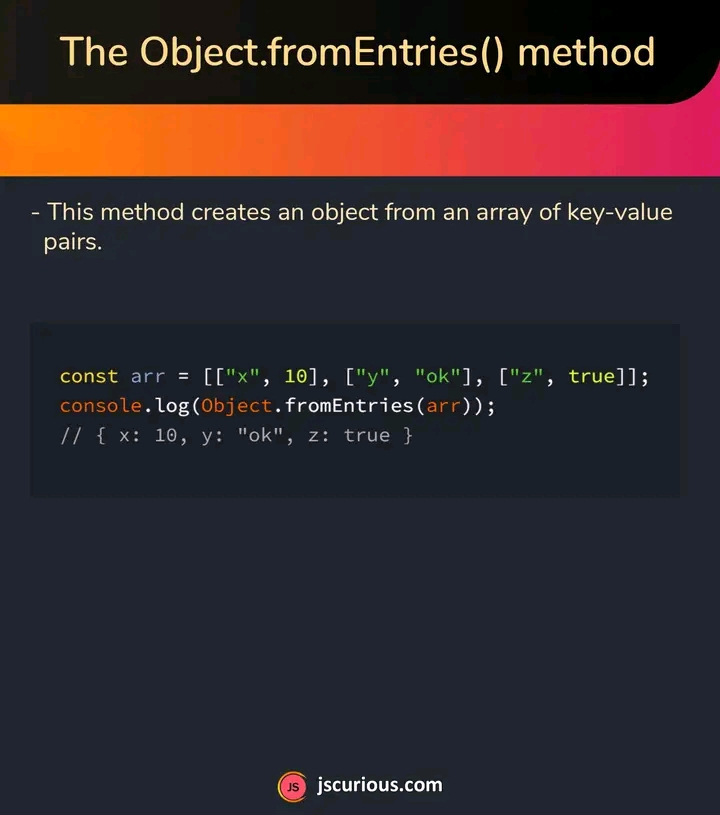 The Object.fromEntries() method
- This method creates an object from an array of key-value
pairs.
const arr = [["x", 10], ["y", "ok"], ["z", true]];
console.log(Object.fromEntries(arr));
// { x: 10, y: "ok", z: true }
JS jscurious.com